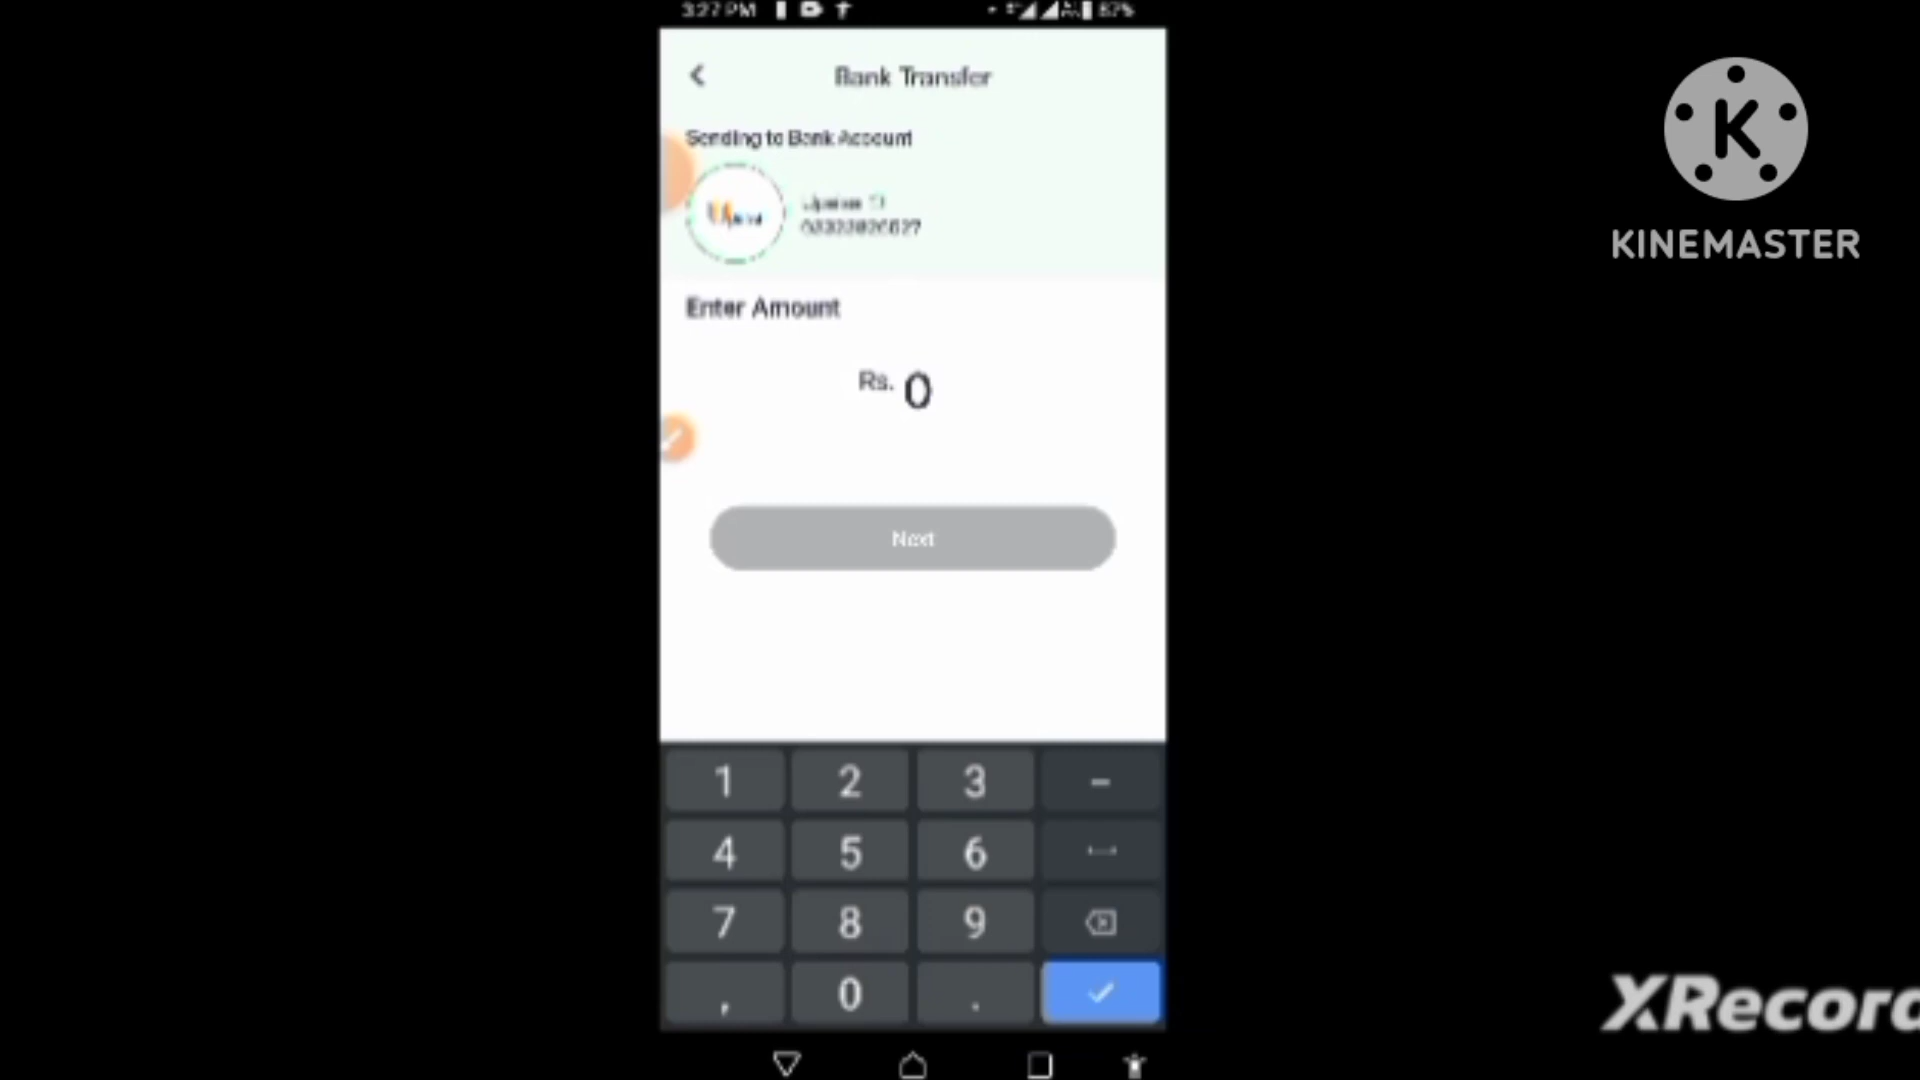 3:27 PM 87%
Bank Transfer
Sending to Bank Account
Enter Amount
Rs. 0
Next
1 2 3 -
4 5 6
7 8 9
, 0 .
K
KINEMASTER
XRecord